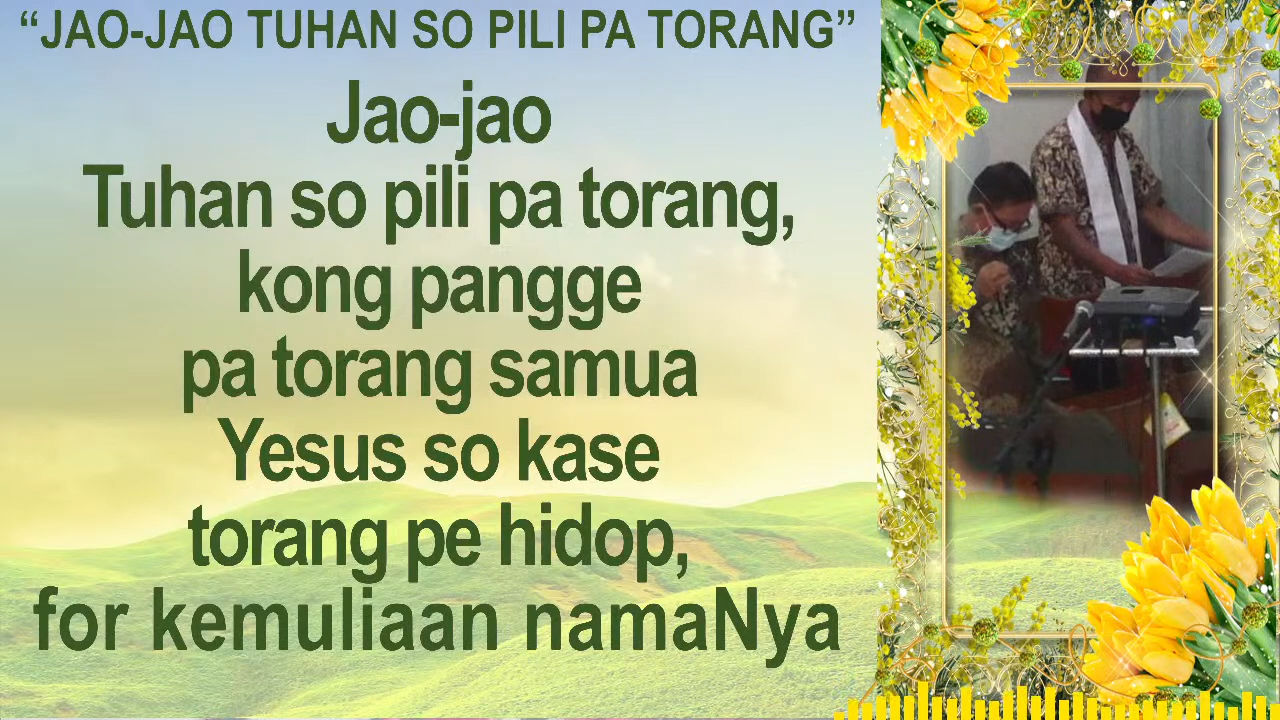 “JAO-JAO TUHAN SO PILI PA TORANG”
Jao-jao
Tuhan so pili pa torang,
kong pangge
pa torang samua
Yesus so kase
torang pe hidop,
for kemuliaan namaNya